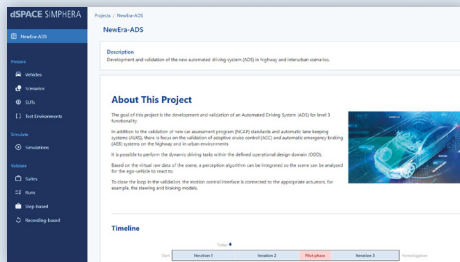 dSPACE SIMPHERA
NewEra-ADS
Prepare
Vehicles
Scenarios
SUTs
Test Environments
Simulate
Simulations
Validate
Suites
Runs
Step-based
Recording-based
Projects / NewEra-ADS
NewEra-ADS
Description
Development and validation of the new automated driving system (ADS) in highway and interurban scenarios.
About This Project
The goal of this project is the development and validation of an Automated Driving System (ADS) for level 3
functionality.
In addition to the validation of new car assessment program (NCAP) standards and automatic lane keeping
systems (ALKS), there is focus on the validation of adaptive cruise control (ACC) and automatic emergency braking
(AEB) systems on the highway and in urban environments.
It is possible to perform the dynamic driving tasks within the defined operational design domain (ODD).
Based on the virtual raw data of the scene, a perception algorithm can be integrated so the scene can be analyzed
for the ego-vehicle to react to.
To close the loop in the validation, the motion control interface is connected to the appropriate actuators, for
example, the steering and braking models.
Timeline
Today
Start
Iteration 1
Iteration 2
Pilot phase
Iteration 3
Homologation